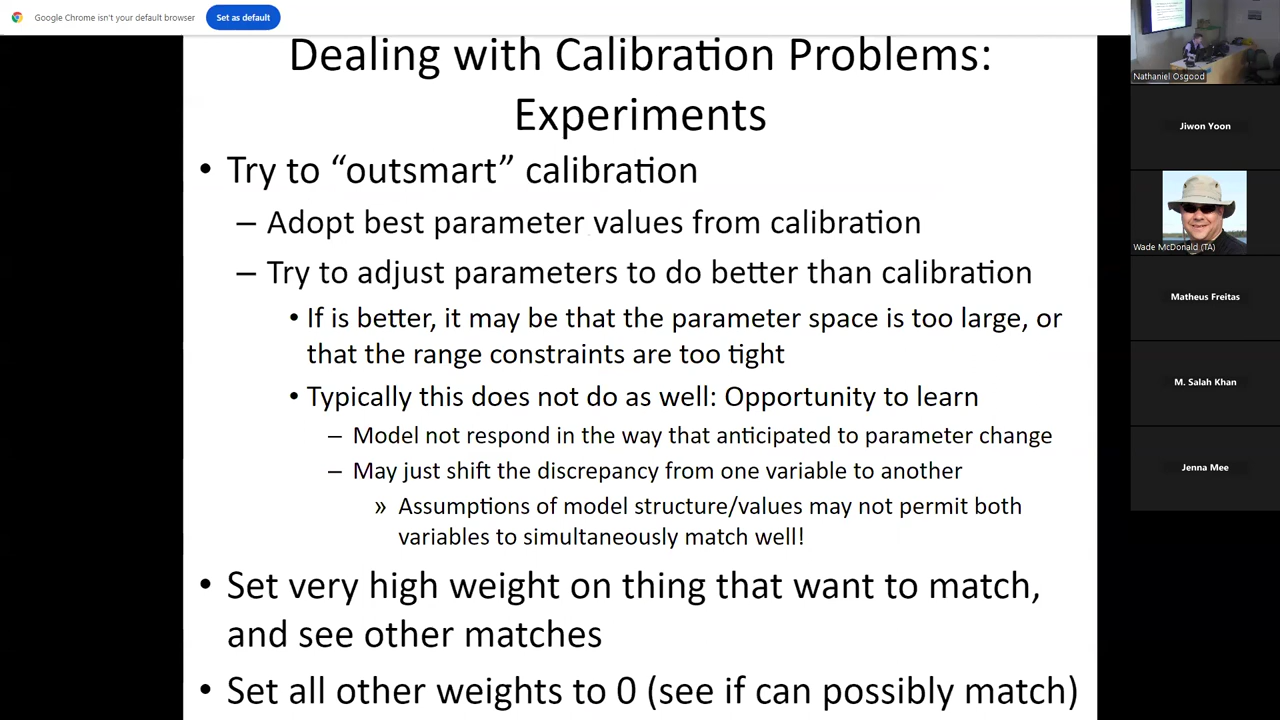 Google Chrome isn't your default browser
Set as default
Dealing with Calibration Problems:
Experiments
• Try to “outsmart” calibration
– Adopt best parameter values from calibration
– Try to adjust parameters to do better than calibration
• If is better, it may be that the parameter space is too large, or
that the range constraints are too tight
• Typically this does not do as well: Opportunity to learn
– Model not respond in the way that anticipated to parameter change
– May just shift the discrepancy from one variable to another
» Assumptions of model structure/values may not permit both
variables to simultaneously match well!
• Set very high weight on thing that want to match,
and see other matches
• Set all other weights to 0 (see if can possibly match)
Nathaniel Osgood
Jiwon Yoon
Wade McDonald (TA)
Matheus Freitas
M. Salah Khan
Jenna Mee